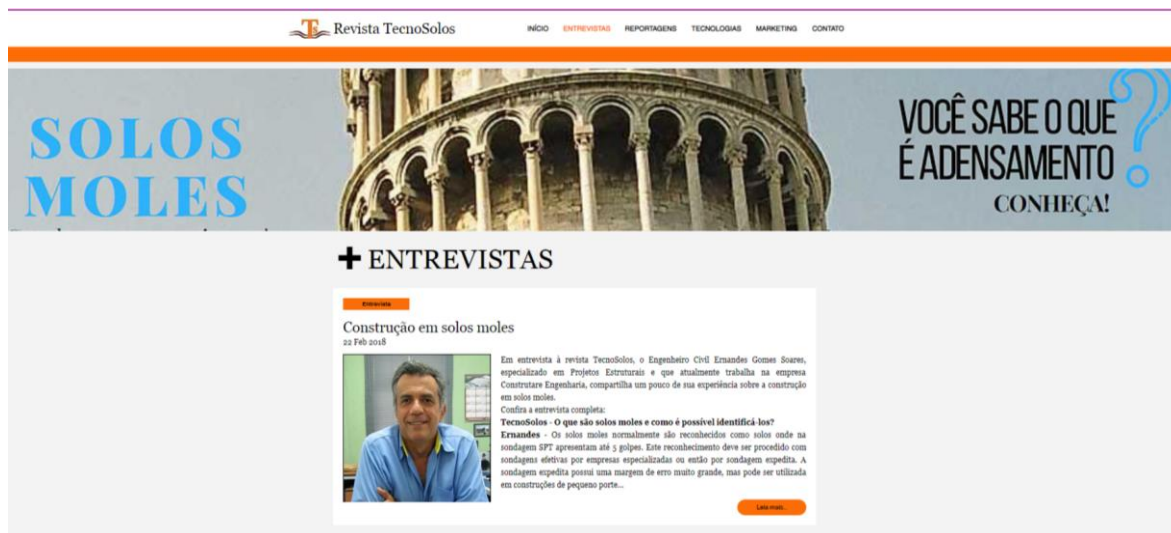 Revista TecnoSolos
INÍCIO ENTREVISTAS REPORTAGENS TECNOLOGIAS MARKETING CONTATO
SOLOS
MOLES
VOCÊ SABE O QUE
É ADENSAMENTO
?
CONHEÇA!
+ ENTREVISTAS
Entrevista
Construção em solos moles
22 Feb 2018
Em entrevista à revista TecnoSolos, o Engenheiro Civil Ernandes Gomes Soares,
especializado em Projetos Estruturais e que atualmente trabalha na empresa
Construtare Engenharia, compartilha um pouco de sua experiência sobre a construção
em solos moles.
Confira a entrevista completa:
TecnoSolos - O que são solos moles e como é possível identificá-los?
Ernandes - Os solos moles normalmente são reconhecidos como solos onde na
sondagem SPT apresentam até 5 golpes. Este reconhecimento deve ser procedido com
sondagens efetivas por empresas especializadas ou então por sondagem expedita. A
sondagem expedita possui uma margem de erro muito grande, mas pode ser utilizada
em construções de pequeno porte...
Leia mais...